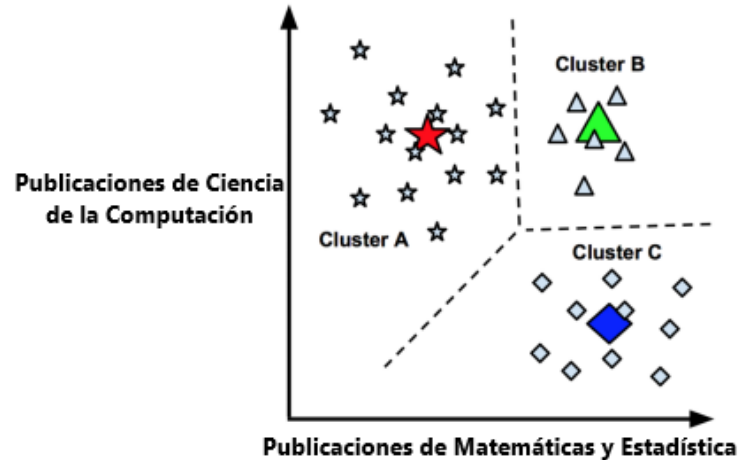 Cluster B
Publicaciones de Ciencia
de la Computación
Cluster A
Cluster C
Publicaciones de Matemáticas y Estadística